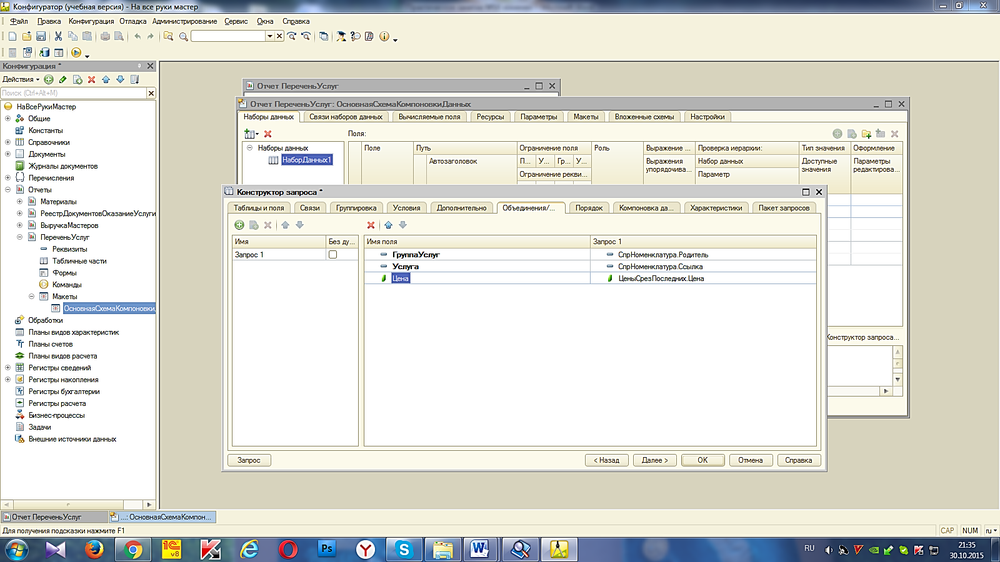 Конфигуратор (учебная версия) - На все руки мастер
Файл Правка Конфигурация Отладка Администрирование Сервис Окна Справка
Конфигурация *
Действия
Поиск (Ctrl+Alt+M)
НаВсеРукиМастер
Общие
Константы
Справочники
Документы
Журналы документов
Перечисления
Отчеты
Материалы
РеестрДокументовОказаниеУслуги
ВыручкаМастеров
ПереченьУслуг
Реквизиты
Табличные части
Формы
Команды
Макеты
ОсновнаяСхемаКомпоновки
Обработки
Планы видов характеристик
Планы счетов
Планы видов расчета
Регистры сведений
Регистры накопления
Регистры бухгалтерии
Регистры расчета
Бизнес-процессы
Задачи
Внешние источники данных
Отчет ПереченьУслуг
Отчет ПереченьУслуг: ОсновнаяСхемаКомпоновкиДанных
Наборы данных Связи наборов данных Вычисляемые поля Ресурсы Параметры Макеты Вложенные схемы Настройки
Поля:
Наборы данных
НаборДанных1
Поле Путь Ограничение поля Роль Выражение ... Проверка иерархии: Тип значения Оформление
Автозаголовок П... У... Гр... У... Выражения упорядочива... Набор данных Доступные значения Параметры редактирова...
Ограничение рекви... Параметр
Конструктор запроса...
Конструктор запроса *
Таблицы и поля Связи Группировка Условия Дополнительно Объединения/... Порядок Компоновка да... Характеристики Пакет запросов
Имя Без ду... Имя поля Запрос 1
Запрос 1 ГруппаУслуг СпрНоменклатура.Родитель
Услуга СпрНоменклатура.Ссылка
Цена ЦеныСрезПоследних.Цена
Запрос < Назад Далее > OK Отмена Справка
Отчет ПереченьУслуг ...: ОсновнаяСхемаКомпон...
Для получения подсказки нажмите F1 CAP NUM ru
1С v8 Ps W RU 21:35
30.10.2015